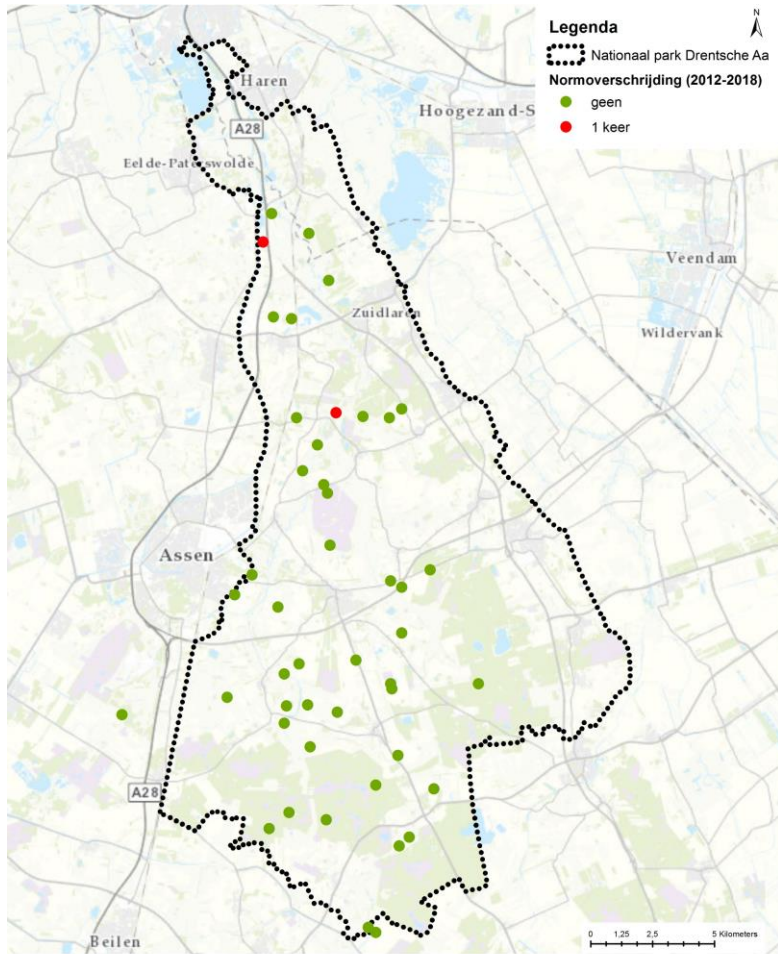 Legenda
N
Nationaal park Drentsche Aa
Normoverschrijding (2012-2018)
geen
1 keer
Haren
Hoogezand-S
A28
Eelde-Paterswolde
Veendam
Zuidlaren
Wildervank
Assen
A28
Beilen
0 1,25 2,5 5 Kilometers